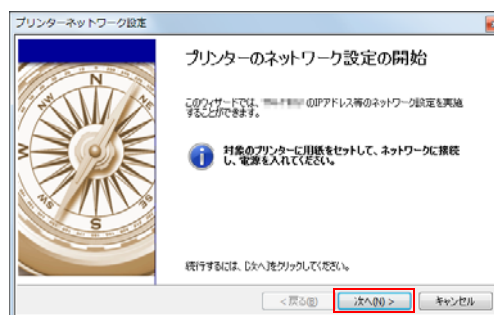 プリンターネットワーク設定
プリンターのネットワーク設定の開始
このウィザードでは、 のIPアドレス等のネットワーク設定を実施
することができます。
対象のプリンターに用紙をセットして、ネットワークに接続
し、電源を入れてください。
続行するには、[次へ]をクリックしてください。
< 戻る(B)
次へ(N) >
キャンセル
N
NE
E
SE
S
SW
W
NW